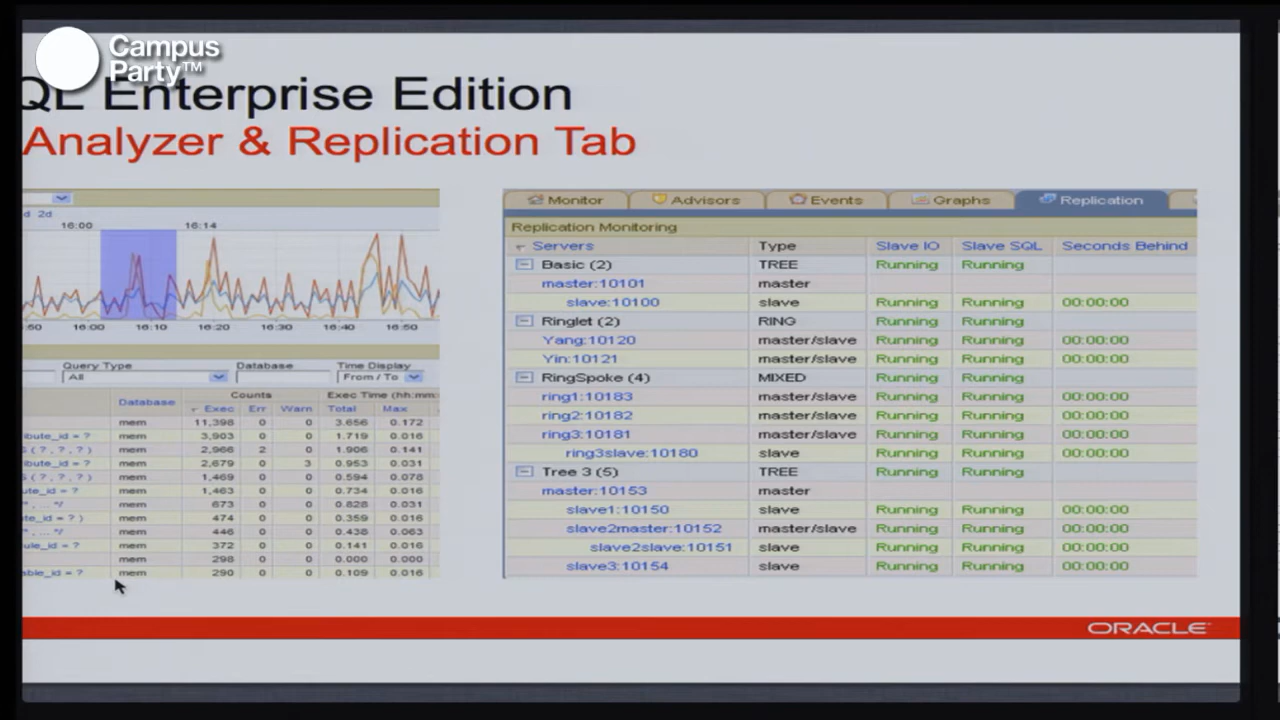 Campus
Party™
QL Enterprise Edition
Analyzer & Replication Tab
d 2d
16:00 16:14
16:00 16:10 16:20 16:30 16:40 16:50
Query Type Database Time Display
All From / To
Database Counts Exec Time (hh:mm:
Exec Err Warn Total Max
mem 11,398 0 0 3.656 0.172
ribute_id = ? mem 3,903 0 0 1.719 0.016
( ? , ? , ? ) mem 2,966 2 0 1.906 0.141
ribute_id = ? mem 2,679 0 3 0.953 0.031
( ? , ? , ? ) mem 1,469 0 0 0.594 0.078
ute_id = ? mem 1,463 0 0 0.734 0.016
mem 673 0 0 0.828 0.031
ute_id = ? ) mem 474 0 0 0.359 0.016
mem 446 0 0 0.438 0.063
ule_id = ? mem 372 0 0 0.141 0.016
mem 298 0 0 0.000 0.000
able_id = ? mem 290 0 0 0.109 0.016
Monitor Advisors Events Graphs Replication
Replication Monitoring
Servers Type Slave IO Slave SQL Seconds Behind
Basic (2) TREE Running Running
master:10101 master
slave:10100 slave Running Running 00:00:00
Ringlet (2) RING Running Running
Yang:10120 master/slave Running Running 00:00:00
Yin:10121 master/slave Running Running 00:00:00
RingSpoke (4) MIXED Running Running
ring1:10183 master/slave Running Running 00:00:00
ring2:10182 master/slave Running Running 00:00:00
ring3:10181 master/slave Running Running 00:00:00
ring3slave:10180 slave Running Running 00:00:00
Tree 3 (5) TREE Running Running
master:10153 master
slave1:10150 slave Running Running 00:00:00
slave2master:10152 master/slave Running Running 00:00:00
slave2slave:10151 slave Running Running 00:00:00
slave3:10154 slave Running Running 00:00:00
ORACLE